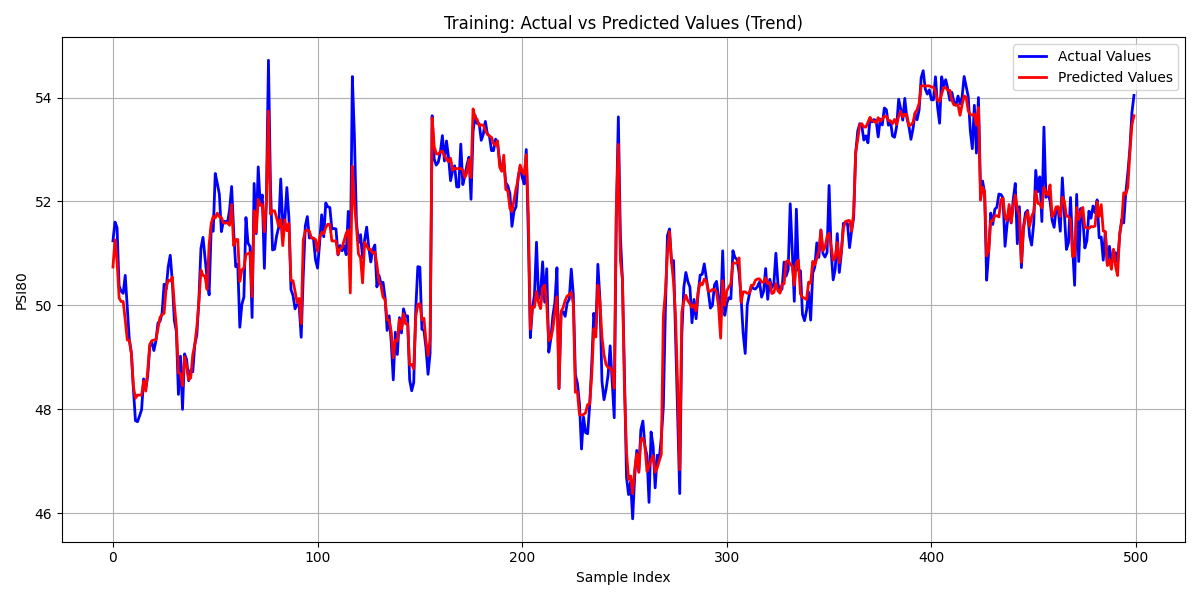 Training: Actual vs Predicted Values (Trend)
Actual Values
Predicted Values
PSI80
54
52
50
48
46
0 100 200 300 400 500
Sample Index